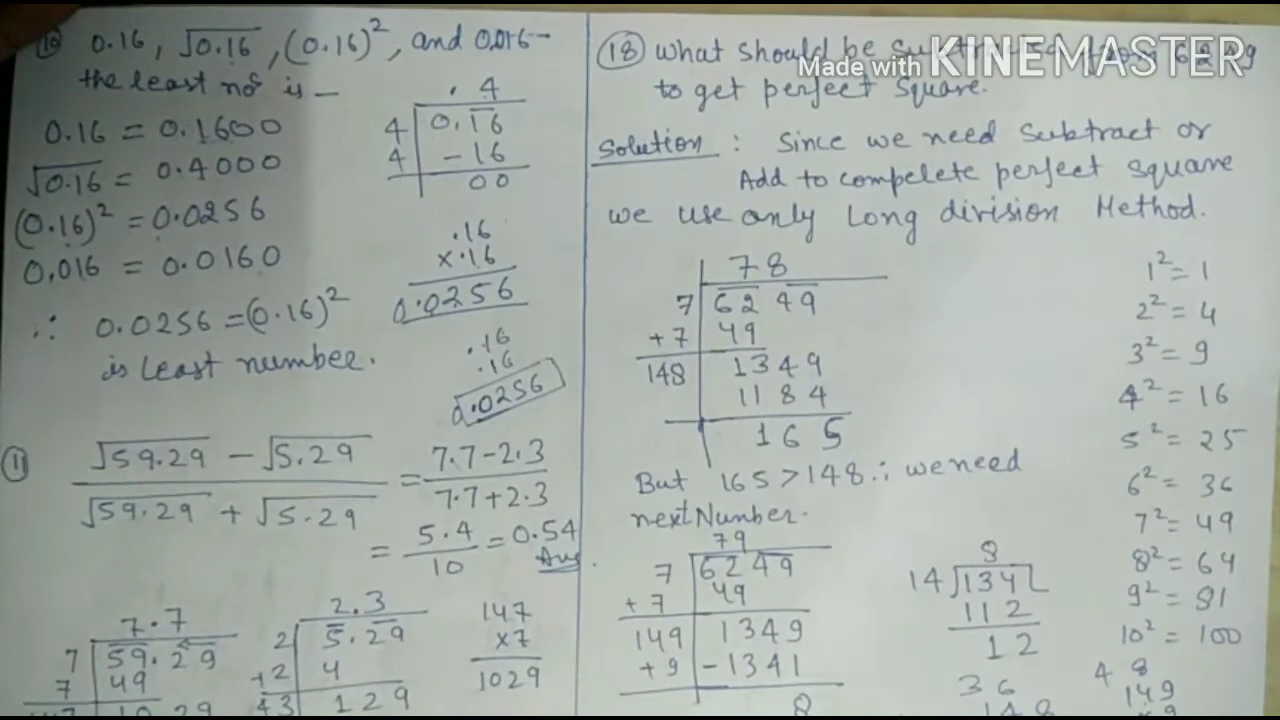 ⑩ 0.16, √0.16, (0.16)², and 0.016 -
the least nos is —
0.16 = 0.1600
√0.16 = 0.4000
(0.16)² = 0.0256
0.016 = 0.0160
∴ 0.0256 = (0.16)²
is least number.
. 4
4 0.16
4 - 16
00
.16
x .16
0.0256
.16
.16
0.0256
⑪ √59.29 - √5.29 / √59.29 + √5.29 = 7.7 - 2.3 / 7.7 + 2.3
= 5.4 / 10 = 0.54
Ans.
7.7
7 59.29
7 49
2.3
2 5.29
+2 4
43 129
147
x7
1029
⑱ What should be from 6249
to get perfect square.
Made with KINEMASTER
Solution : Since we need subtract or
Add to compelete perfect square
we use only Long division Method.
78
7 62 49
+7 49
148 1349
1184
165
But 165 > 148 ∴ we need
next Number.
79
7 6249
+7 49
149 1349
+9 -1341
8
8
14 134
112
12
36
148
1² = 1
2² = 4
3² = 9
4² = 16
5² = 25
6² = 36
7² = 49
8² = 64
9² = 81
10² = 100
4 8
149